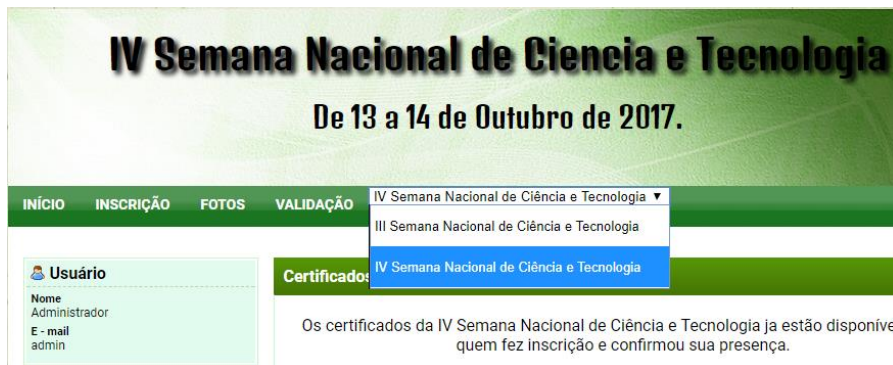 IV Semana Nacional de Ciencia e Tecnologia
De 13 a 14 de Outubro de 2017.
INÍCIO INSCRIÇÃO FOTOS VALIDAÇÃO IV Semana Nacional de Ciência e Tecnologia ▼
III Semana Nacional de Ciência e Tecnologia
IV Semana Nacional de Ciência e Tecnologia
Usuário
Nome
Administrador
E - mail
admin
Certificados
Os certificados da IV Semana Nacional de Ciência e Tecnologia ja estão
quem fez inscrição e confirmou sua presença.